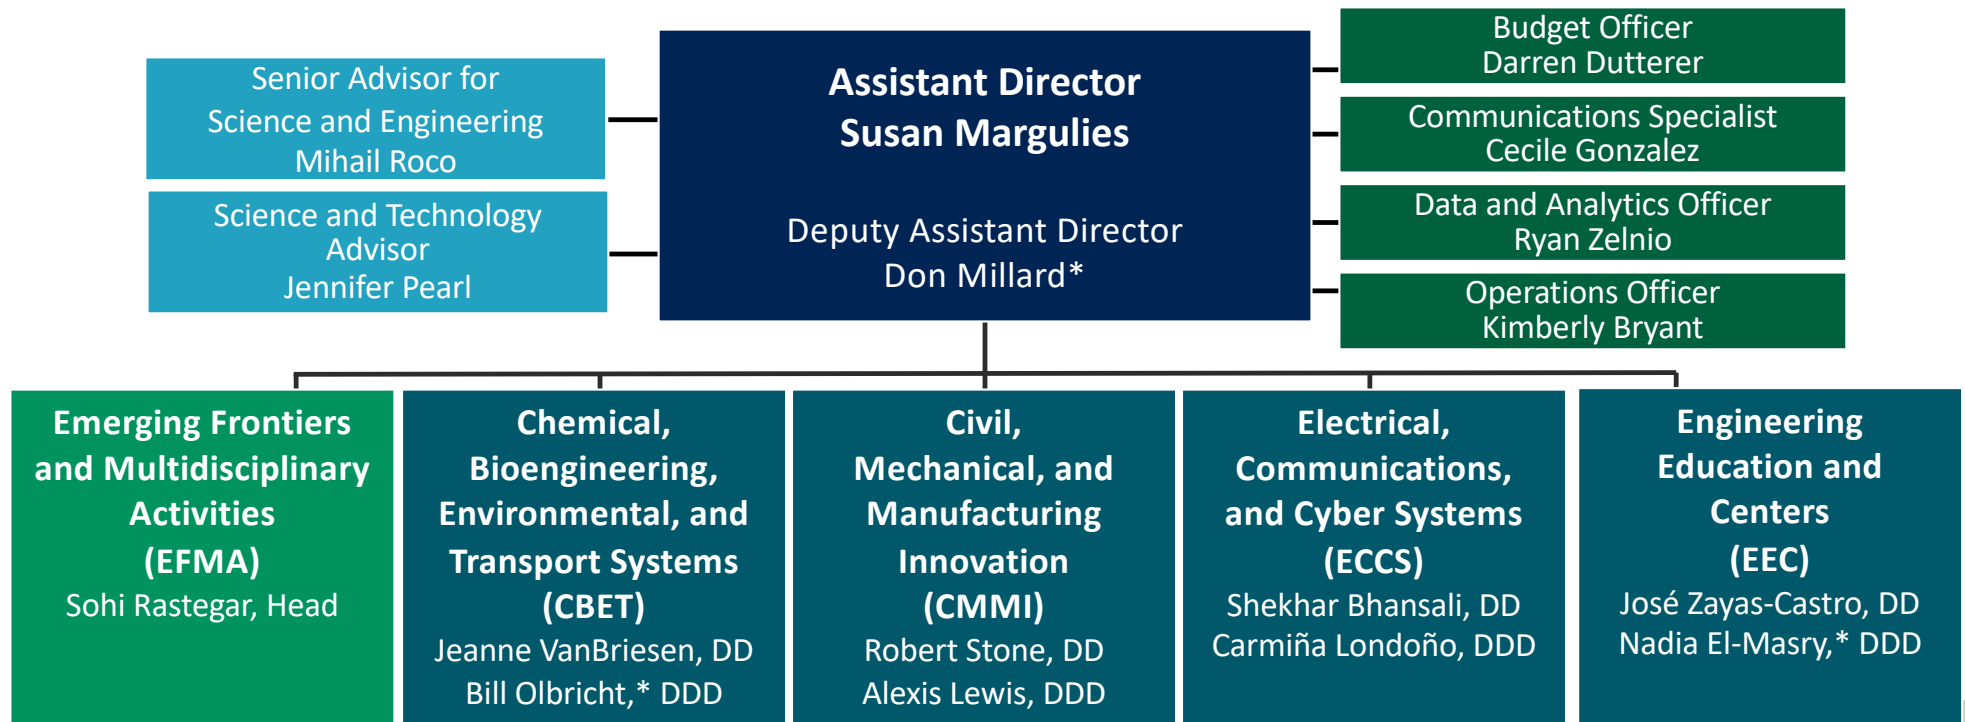 Senior Advisor for
Science and Engineering
Mihail Roco
Science and Technology
Advisor
Jennifer Pearl
Assistant Director
Susan Margulies
Deputy Assistant Director
Don Millard*
Budget Officer
Darren Dutterer
Communications Specialist
Cecile Gonzalez
Data and Analytics Officer
Ryan Zelnio
Operations Officer
Kimberly Bryant
Emerging Frontiers
and Multidisciplinary
Activities
(EFMA)
Sohi Rastegar, Head
Chemical,
Bioengineering,
Environmental, and
Transport Systems
(CBET)
Jeanne VanBriesen, DD
Bill Olbricht,* DDD
Civil,
Mechanical, and
Manufacturing
Innovation
(CMMI)
Robert Stone, DD
Alexis Lewis, DDD
Electrical,
Communications,
and Cyber Systems
(ECCS)
Shekhar Bhansali, DD
Carmiña Londoño, DDD
Engineering
Education and
Centers
(EEC)
José Zayas-Castro, DD
Nadia El-Masry,* DDD